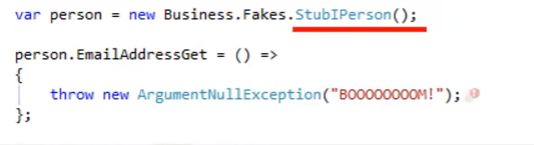 var person = new Business.Fakes.StubIPerson();
person.EmailAddressGet = () =>
{
throw new ArgumentNullException("BOOOOOOOOM!");
};